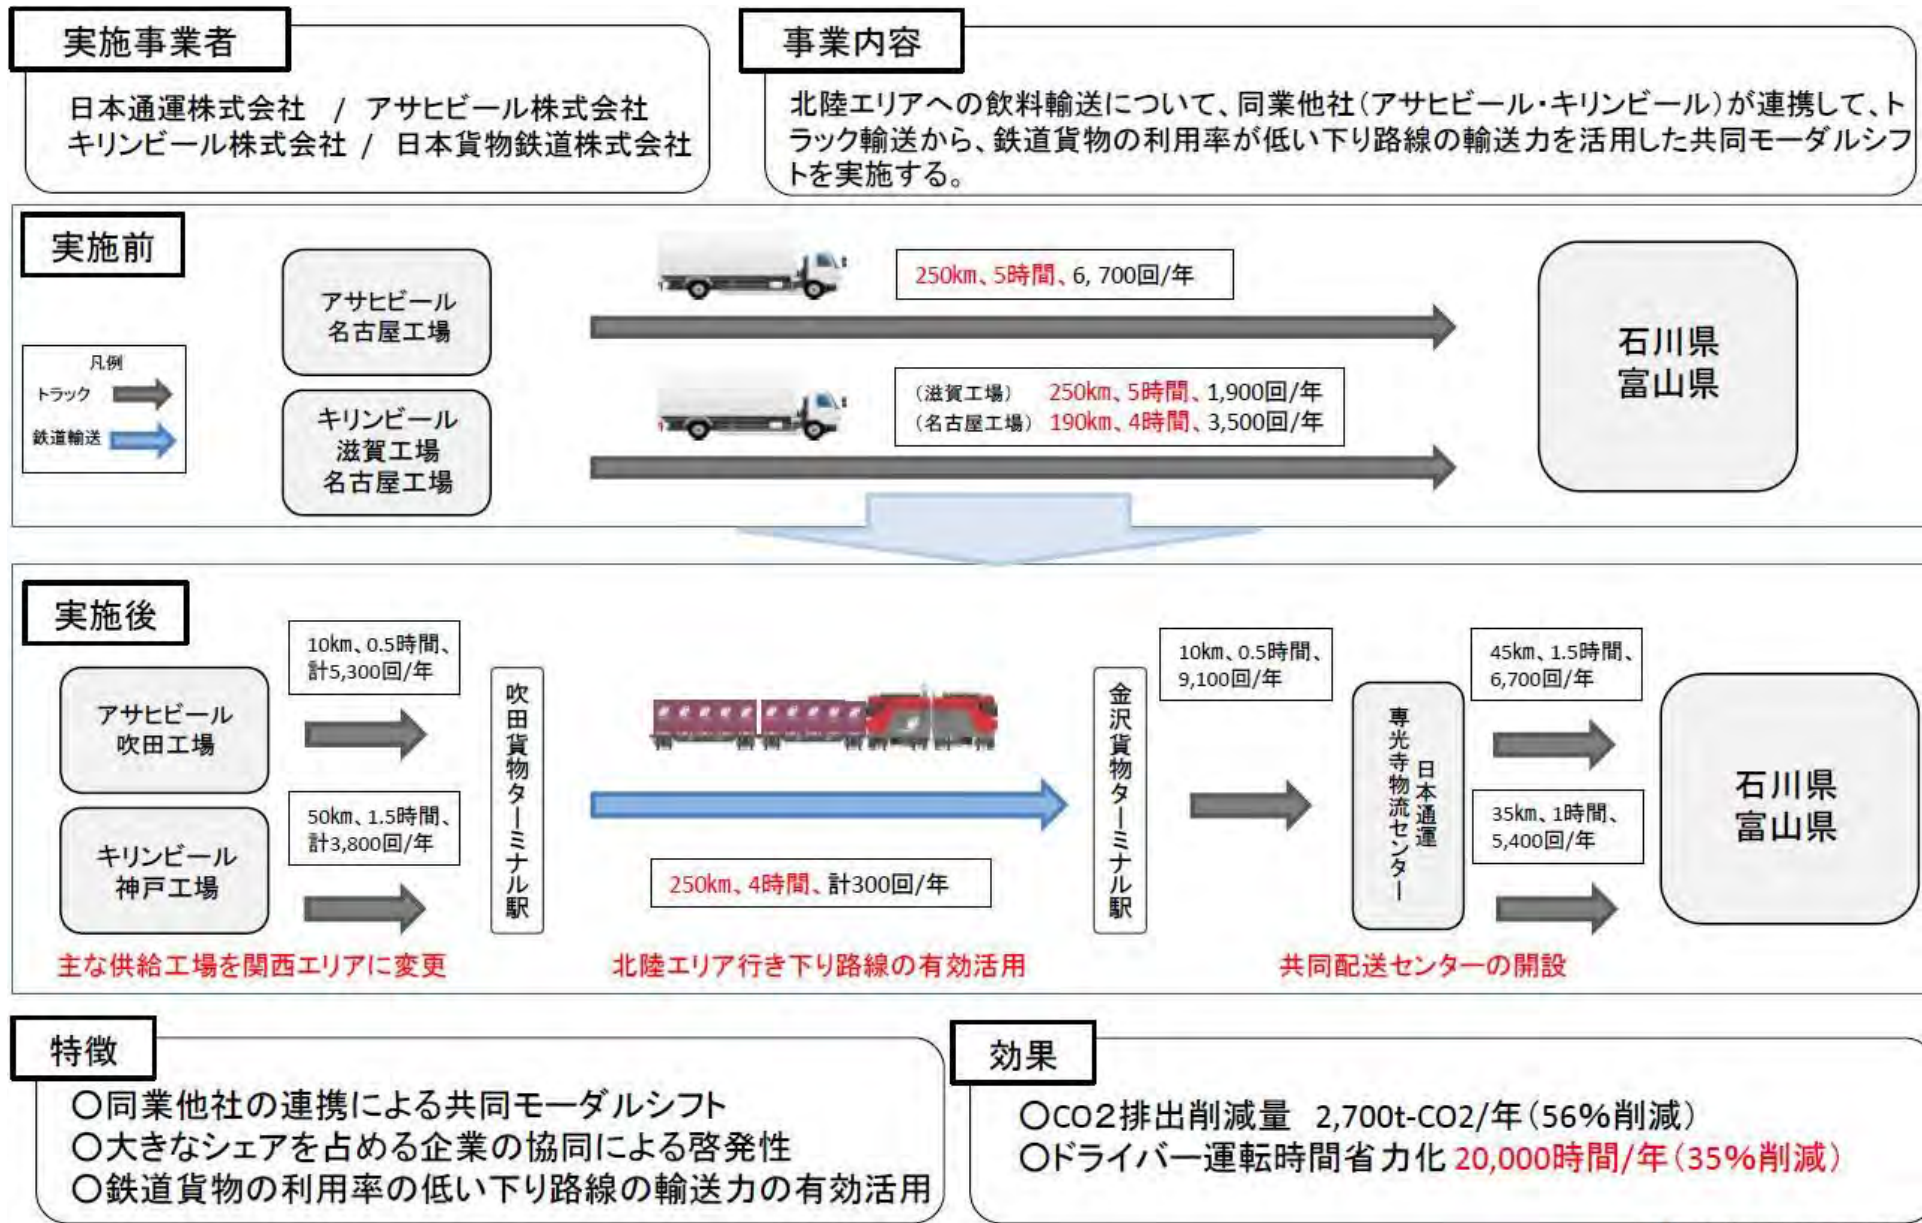 実施事業者
日本通運株式会社 / アサヒビール株式会社
キリンビール株式会社 / 日本貨物鉄道株式会社
事業内容
北陸エリアへの飲料輸送について、同業他社(アサヒビール・キリンビール)が連携して、ト
ラック輸送から、鉄道貨物の利用率が低い下り路線の輸送力を活用した共同モーダルシフ
トを実施する。
実施前
凡例
トラック
鉄道輸送
アサヒビール
名古屋工場
250km、5時間、6,700回/年
キリンビール
滋賀工場
名古屋工場
(滋賀工場) 250km、5時間、1,900回/年
(名古屋工場) 190km、4時間、3,500回/年
石川県
富山県
実施後
アサヒビール
吹田工場
10km、0.5時間、
計5,300回/年
キリンビール
神戸工場
50km、1.5時間、
計3,800回/年
吹田貨物ターミナル駅
250km、4時間、計300回/年
金沢貨物ターミナル駅
10km、0.5時間、
9,100回/年
日本通運
専光寺物流センター
45km、1.5時間、
6,700回/年
35km、1時間、
5,400回/年
石川県
富山県
主な供給工場を関西エリアに変更
北陸エリア行き下り路線の有効活用
共同配送センターの開設
特徴
〇同業他社の連携による共同モーダルシフト
〇大きなシェアを占める企業の協同による啓発性
〇鉄道貨物の利用率の低い下り路線の輸送力の有効活用
効果
〇CO2排出削減量 2,700t-CO2/年(56%削減)
〇ドライバー運転時間省力化 20,000時間/年(35%削減)